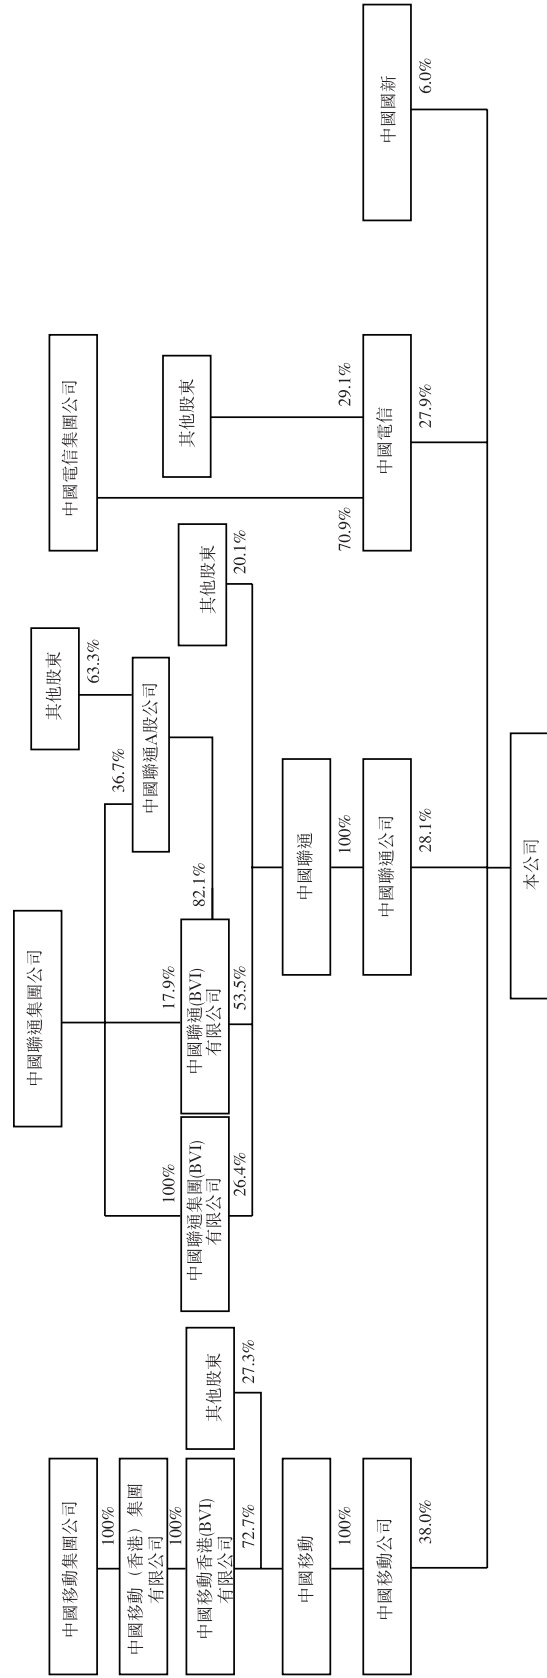 中國移動集團公司
100%
中國移動（香港）集團
有限公司
100%
中國移動香港(BVI)
有限公司
其他股東
72.7%
27.3%
中國移動
100%
中國移動公司
38.0%
中國聯通集團公司
其他股東
36.7%
63.3%
中國聯通A股公司
100%
17.9%
82.1%
中國聯通集團(BVI)
有限公司
中國聯通(BVI)
有限公司
其他股東
26.4%
53.5%
20.1%
中國聯通
100%
中國聯通公司
28.1%
中國電信集團公司
其他股東
70.9%
29.1%
中國電信
27.9%
中國國新
6.0%
本公司